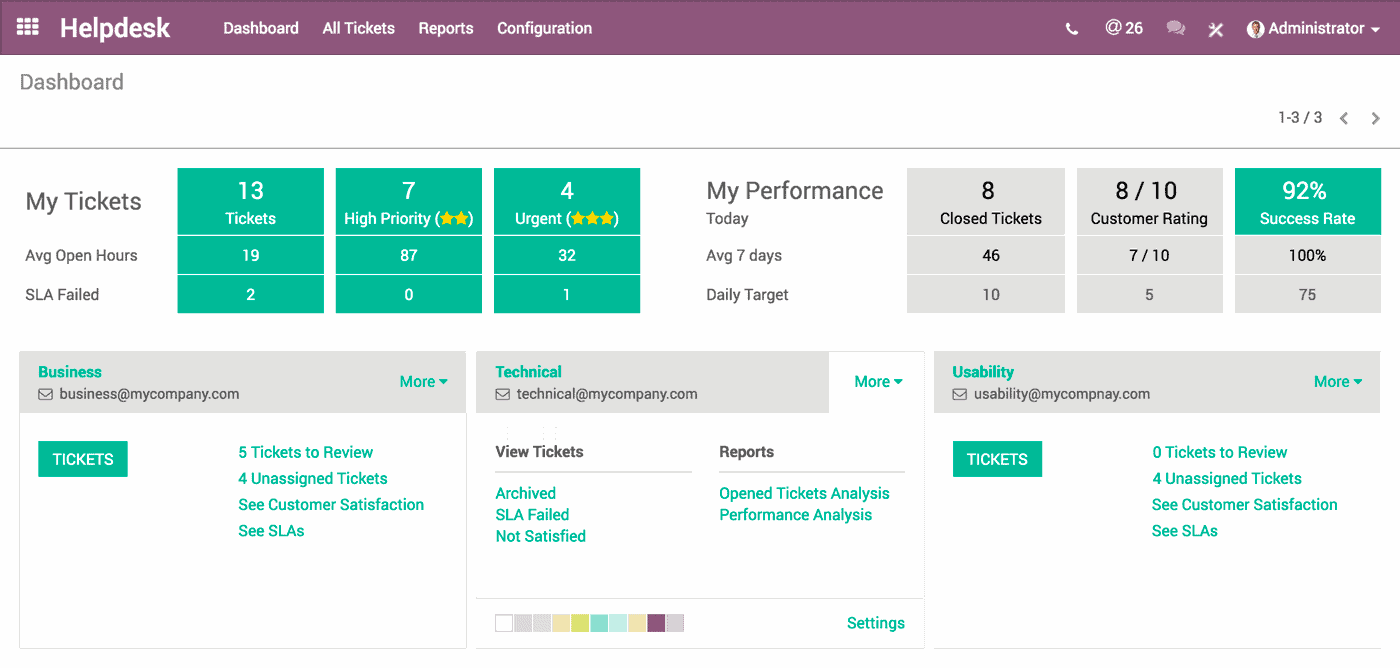 Helpdesk Dashboard All Tickets Reports Configuration @ 26 Administrator
Dashboard
1-3 / 3
My Tickets
13 7 4
Tickets High Priority (★★) Urgent (★★★)
Avg Open Hours 19 87 32
SLA Failed 2 0 1
My Performance
8 8 / 10 92%
Today Closed Tickets Customer Rating Success Rate
Avg 7 days 46 7 / 10 100%
Daily Target 10 5 75
Business
business@mycompany.com
More
TICKETS
5 Tickets to Review
4 Unassigned Tickets
See Customer Satisfaction
See SLAs
Technical
technical@mycompany.com
More
View Tickets
Archived
SLA Failed
Not Satisfied
Reports
Opened Tickets Analysis
Performance Analysis
Settings
Usability
usability@mycompnay.com
More
TICKETS
0 Tickets to Review
4 Unassigned Tickets
See Customer Satisfaction
See SLAs